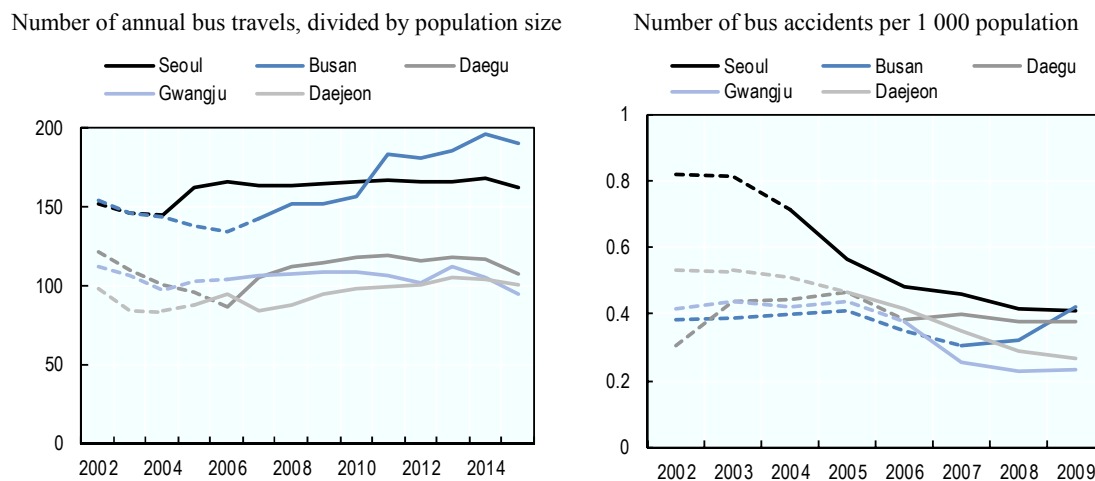 Number of annual bus travels, divided by population size
Seoul Busan Daegu
Gwangju Daejeon
200
150
100
50
0
2002 2004 2006 2008 2010 2012 2014
Number of bus accidents per 1 000 population
Seoul Busan Daegu
Gwangju Daejeon
1
0.8
0.6
0.4
0.2
0
2002 2003 2004 2005 2006 2007 2008 2009